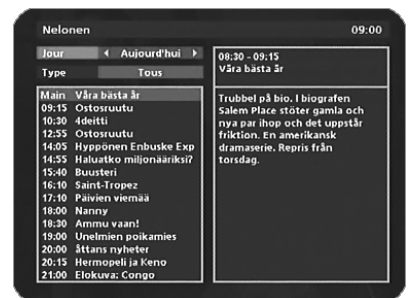 Nelonen 09:00
Jour Aujourd'hui
Type Tous
Main Våra bästa år
09:15 Ostosruutu
10:30 4deitti
12:55 Ostosruutu
14:05 Hyppönen Enbuske Exp
14:55 Haluatko miljonääriksi?
15:40 Buusteri
16:10 Saint-Tropez
17:10 Päivien viemää
18:00 Nanny
18:30 Ammu vaan!
19:00 Unelmien poikamies
20:00 åttans nyheter
20:15 Hermopeli ja Keno
21:00 Elokuva: Congo
08:30 - 09:15
Våra bästa år
Trubbel på bio. I biografen
Salem Place stöter gamla och
nya par ihop och det uppstår
friktion. En amerikansk
dramaserie. Repris från
torsdag.